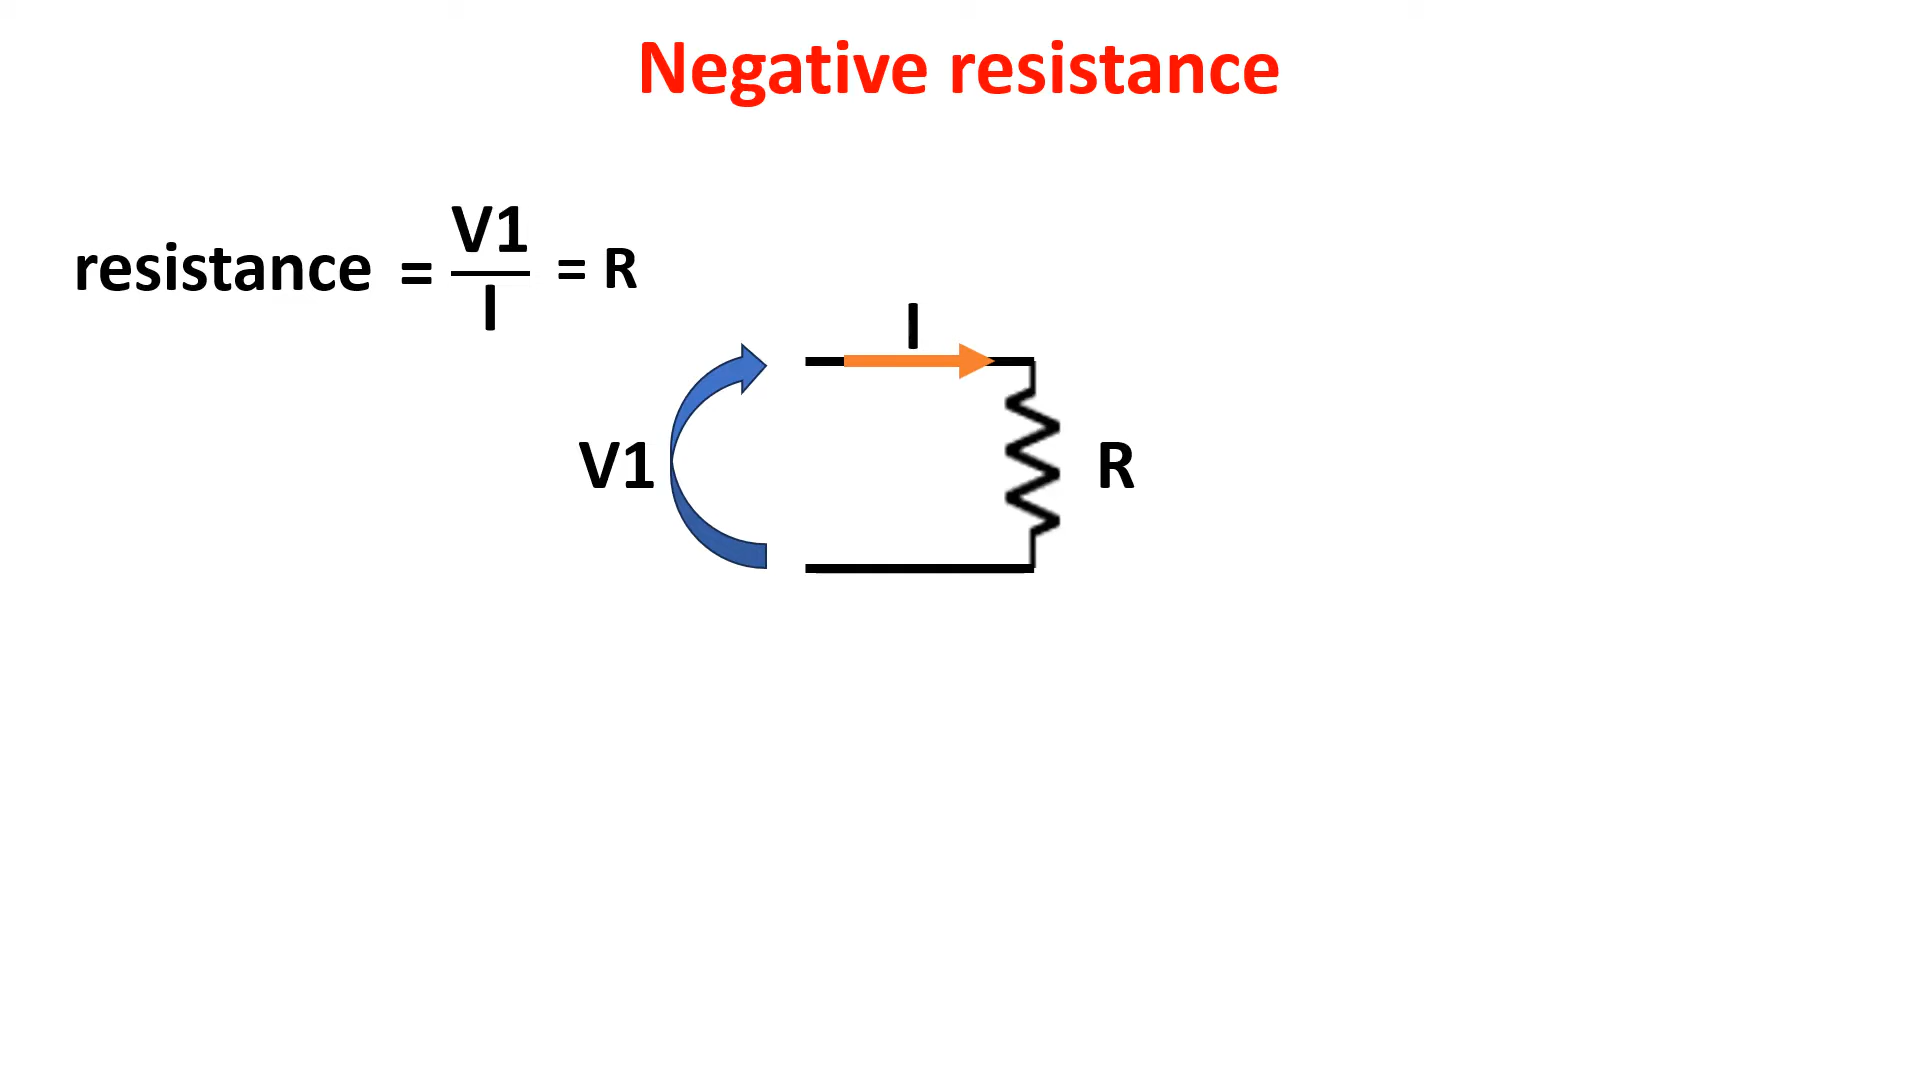 Negative resistance
resistance = V1 / I = R
I
V1
R